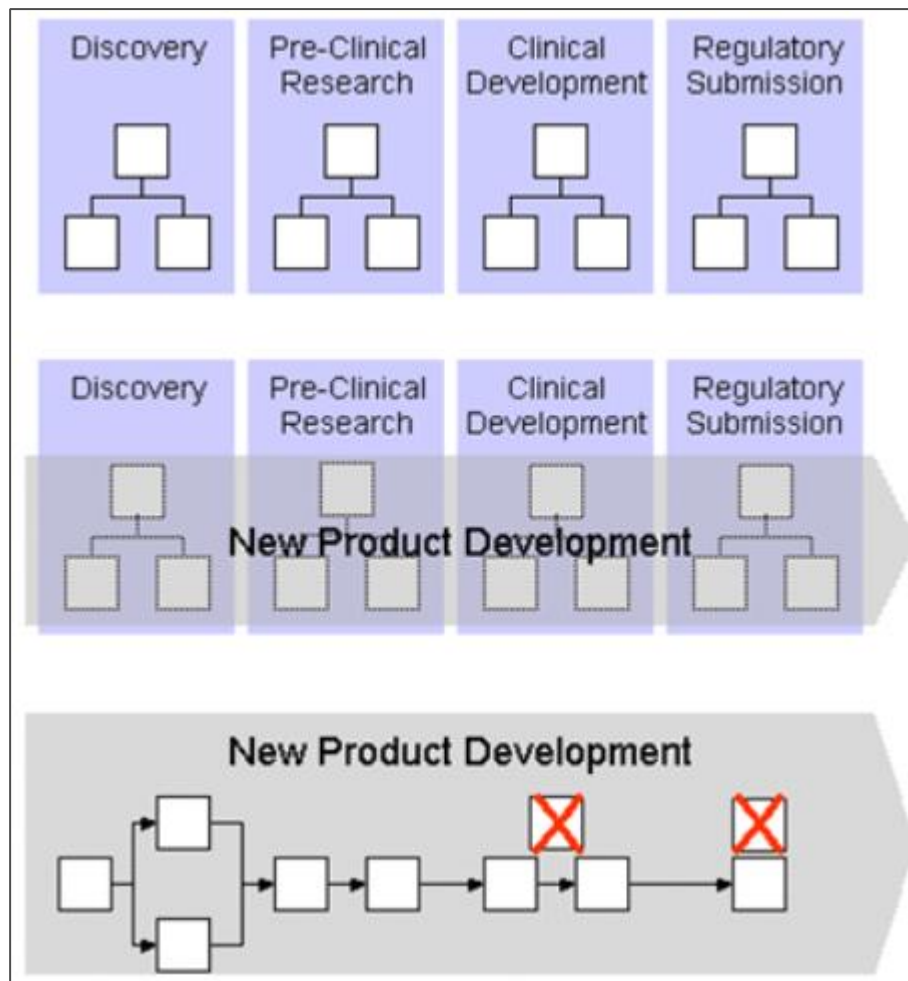 Discovery
Pre-Clinical
Research
Clinical
Development
Regulatory
Submission
Discovery
Pre-Clinical
Research
Clinical
Development
Regulatory
Submission
New Product Development
New Product Development